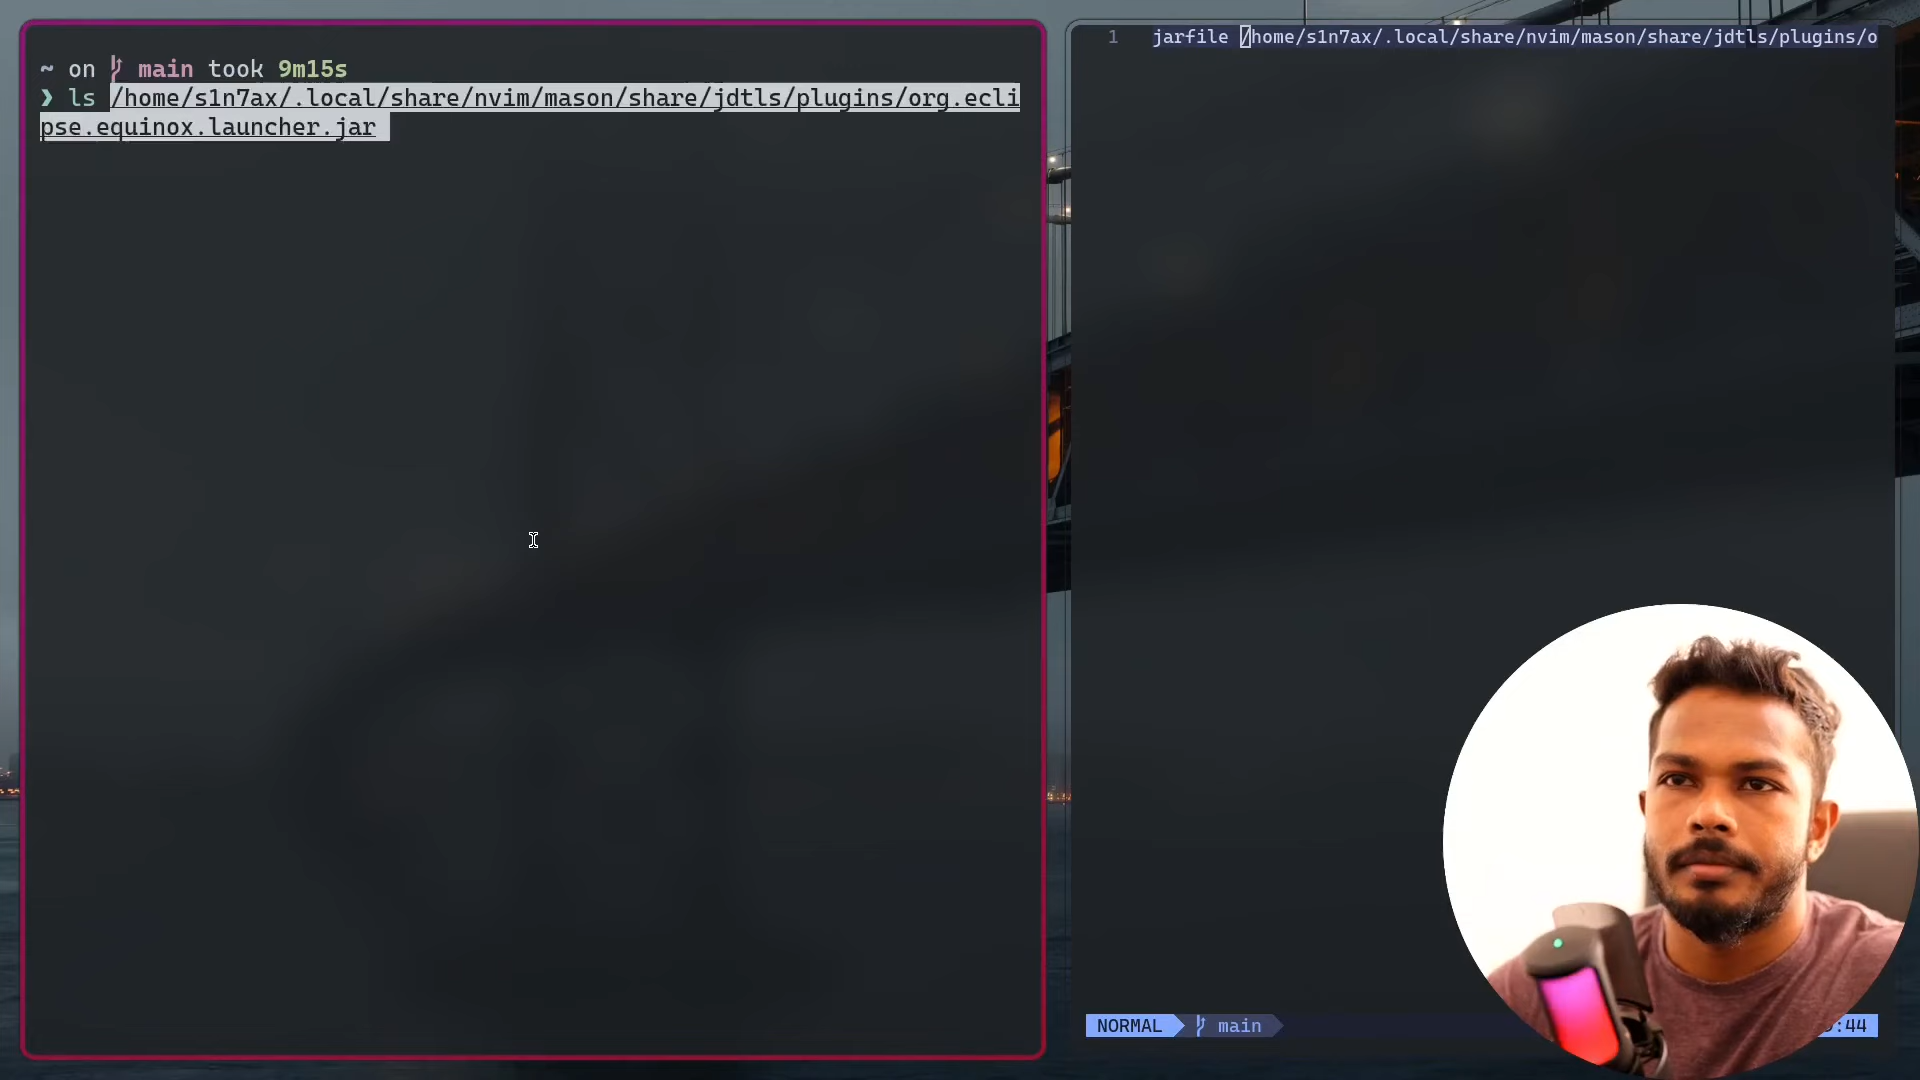 ~ on main took 9m15s
❯ ls /home/s1n7ax/.local/share/nvim/mason/share/jdtls/plugins/org.ecli
pse.equinox.launcher.jar
1 jarfile /home/s1n7ax/.local/share/nvim/mason/share/jdtls/plugins/o
NORMAL main :44